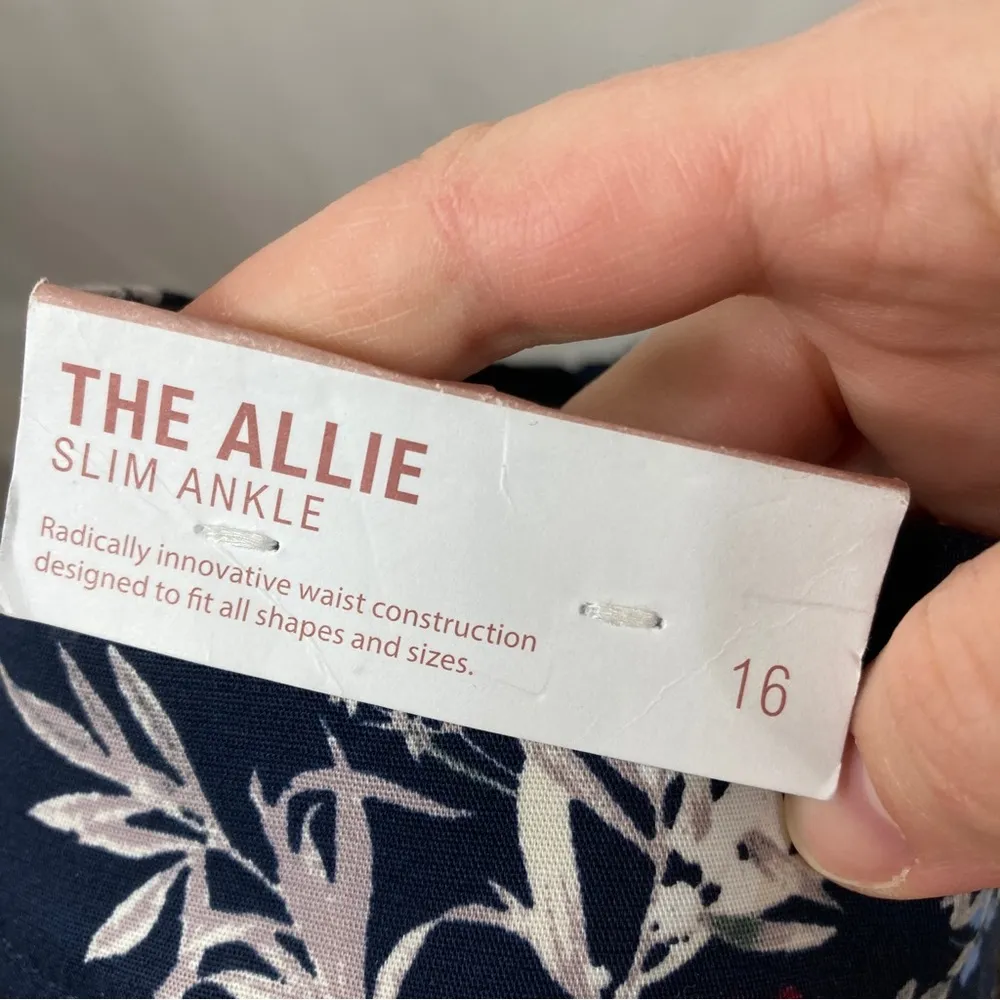 THE ALLIE
SLIM ANKLE
Radically innovative waist construction
designed to fit all shapes and sizes.
16